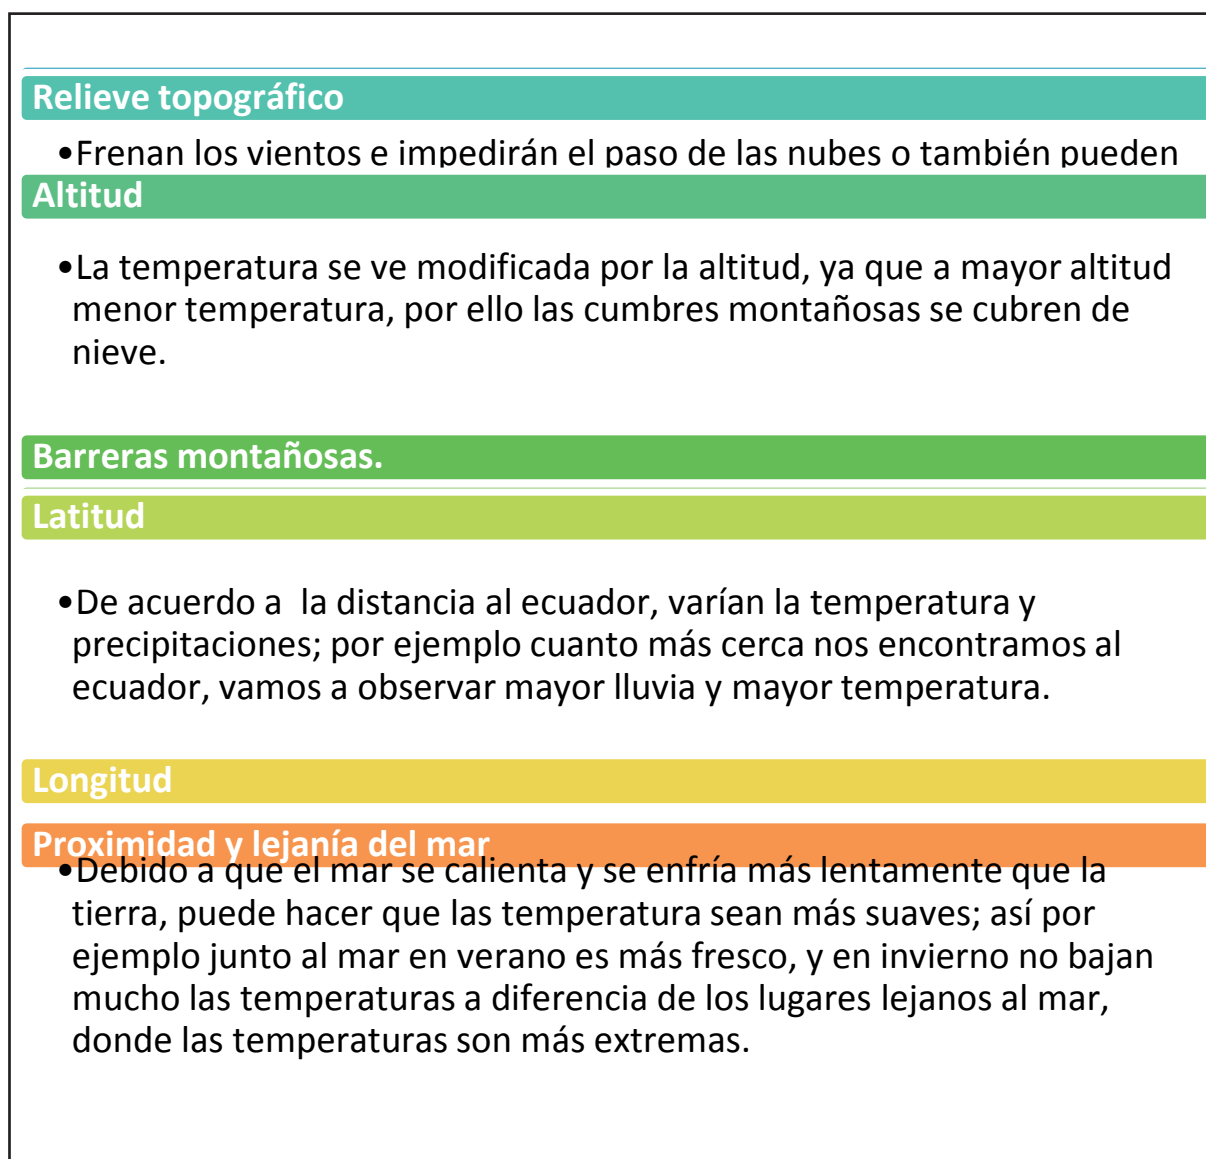 Relieve topográfico
•Frenan los vientos e impedirán el paso de las nubes o también pueden
Altitud
•La temperatura se ve modificada por la altitud, ya que a mayor altitud
menor temperatura, por ello las cumbres montañosas se cubren de
nieve.
Barreras montañosas.
Latitud
•De acuerdo a  la distancia al ecuador, varían la temperatura y
precipitaciones; por ejemplo cuanto más cerca nos encontramos al
ecuador, vamos a observar mayor lluvia y mayor temperatura.
Longitud
Proximidad y lejanía del mar
•Debido a que el mar se calienta y se enfría más lentamente que la
tierra, puede hacer que las temperatura sean más suaves; así por
ejemplo junto al mar en verano es más fresco, y en invierno no bajan
mucho las temperaturas a diferencia de los lugares lejanos al mar,
donde las temperaturas son más extremas.